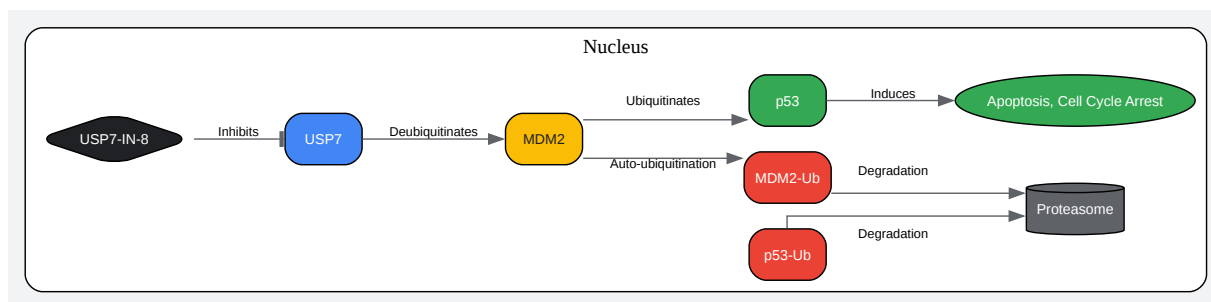 Nucleus
USP7-IN-8
Inhibits
USP7
Deubiquitinates
MDM2
Ubiquitinates
p53
Induces
Apoptosis, Cell Cycle Arrest
Auto-ubiquitination
MDM2-Ub
Degradation
Proteasome
p53-Ub
Degradation